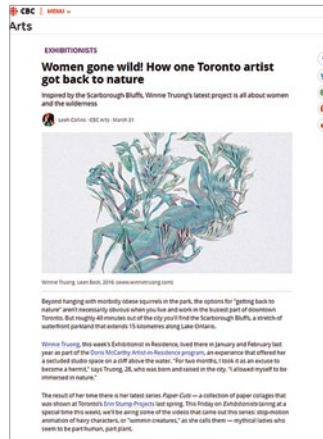 CBC | MENU
Arts
EXHIBITIONISTS
Women gone wild! How one Toronto artist
got back to nature
Inspired by the Scarborough Bluffs, Winnie Truong's latest project is all about women
and the wilderness
Leah Collins · CBC Arts · March 31
Winnie Truong. Lean Back, 2016. (www.winnietruong.com)
Beyond hanging with morbidly obese squirrels in the park, the options for "getting back to
nature" aren't necessarily obvious when you live and work in the busiest part of downtown
Toronto. But roughly 40 minutes out of the city you'll find the Scarborough Bluffs, a stretch of
waterfront parkland that extends 15 kilometres along Lake Ontario.
Winnie Truong, this week's Exhibitionist in Residence, lived there in January and February last
year as part of the Doris McCarthy Artist-in-Residence program, an experience that offered her
a secluded studio space on a cliff above the water. "For two months, I took it as an excuse to
become a hermit," says Truong, 28, who was born and raised in the city. "I allowed myself to be
immersed in nature."
The result of her time there is her latest series Paper Cuts — a collection of paper collages that
was shown at Toronto's Erin Stump Projects last spring. This Friday on Exhibitionists (airing at a
special time this week), we'll be airing some of the videos that came out this series: stop-motion
animation of hairy characters, or "womxn creatures," as she calls them — mythical ladies who
seem to be part human, part plant.